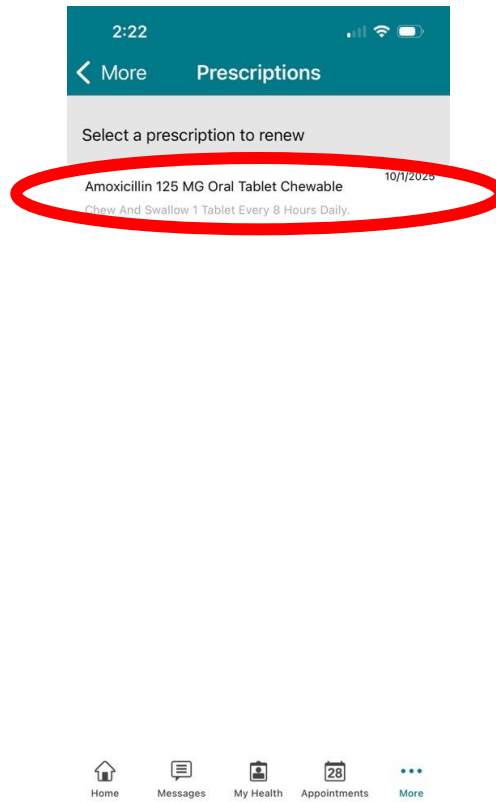 2:22
More Prescriptions
Select a prescription to renew
Amoxicillin 125 MG Oral Tablet Chewable 10/1/2025
Chew And Swallow 1 Tablet Every 8 Hours Daily.
28
Home Messages My Health Appointments More